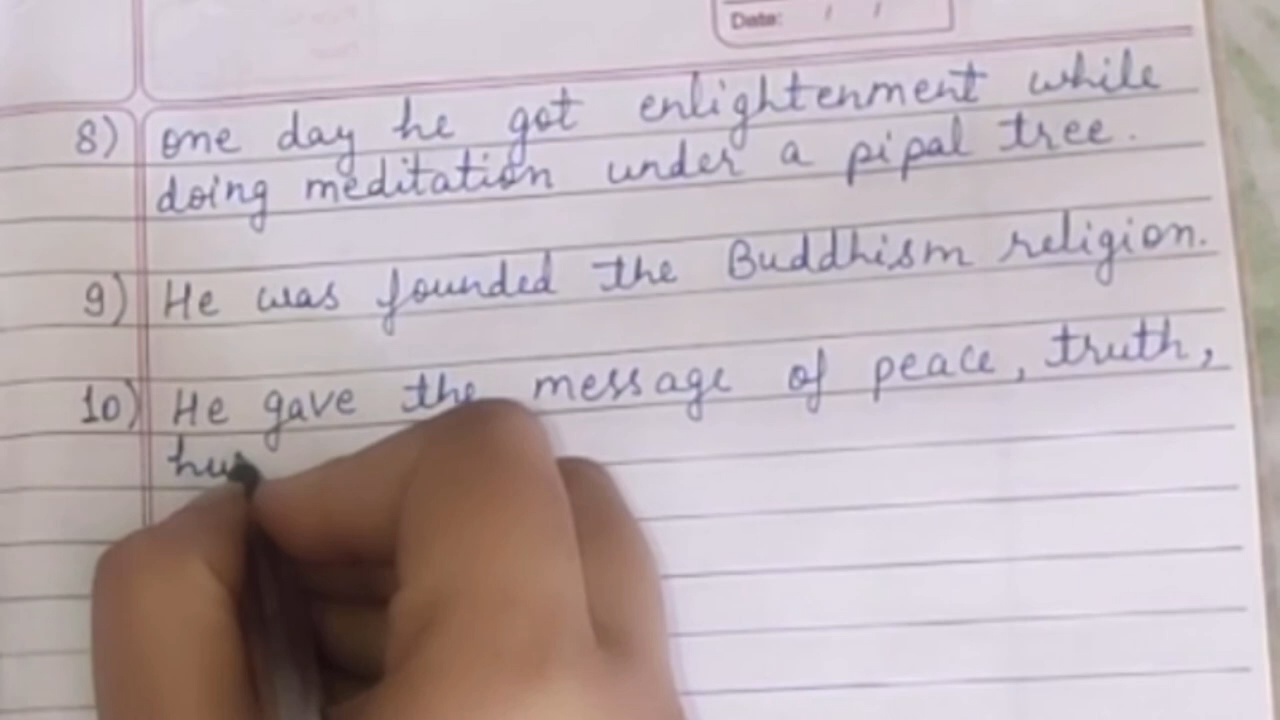 Date: / /
8) one day he got enlightenment while
doing meditation under a pipal tree.
9) He was founded the Buddhism religion.
10) He gave the message of peace, truth,